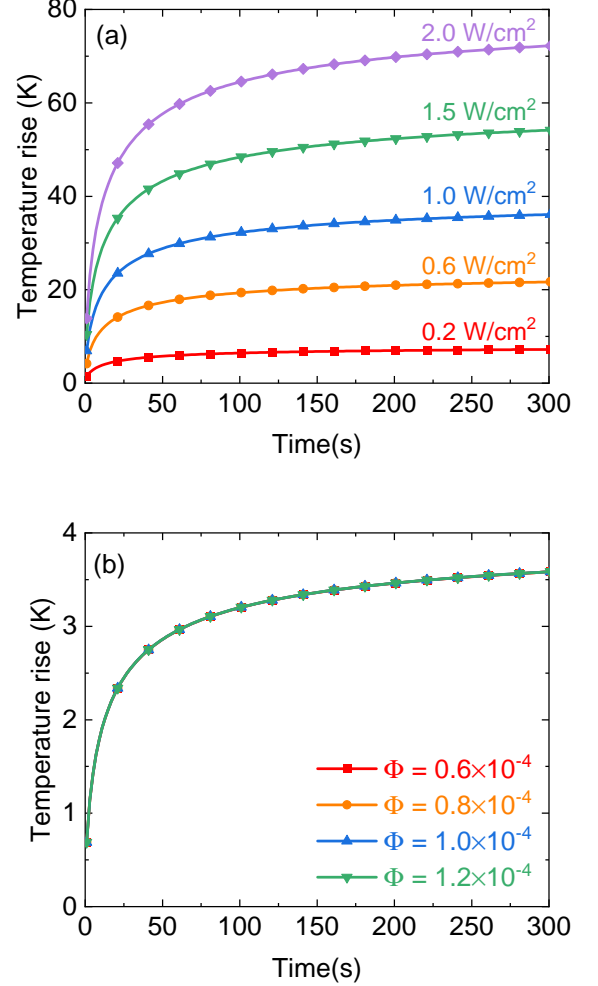 (a)
2.0 W/cm²
1.5 W/cm²
1.0 W/cm²
0.6 W/cm²
0.2 W/cm²
Temperature rise (K)
80
60
40
20
0
0 50 100 150 200 250 300
Time(s)
(b)
Temperature rise (K)
4
3
2
1
0
Φ = 0.6×10⁻⁴
Φ = 0.8×10⁻⁴
Φ = 1.0×10⁻⁴
Φ = 1.2×10⁻⁴
0 50 100 150 200 250 300
Time(s)